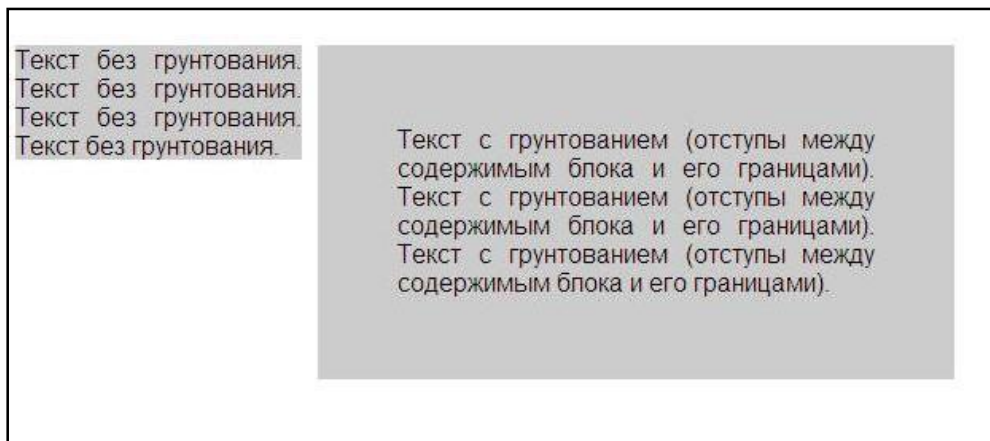 Текст без грунтования.
Текст без грунтования.
Текст без грунтования.
Текст без грунтования.
Текст с грунтованием (отступы между
содержимым блока и его границами).
Текст с грунтованием (отступы между
содержимым блока и его границами).
Текст с грунтованием (отступы между
содержимым блока и его границами).